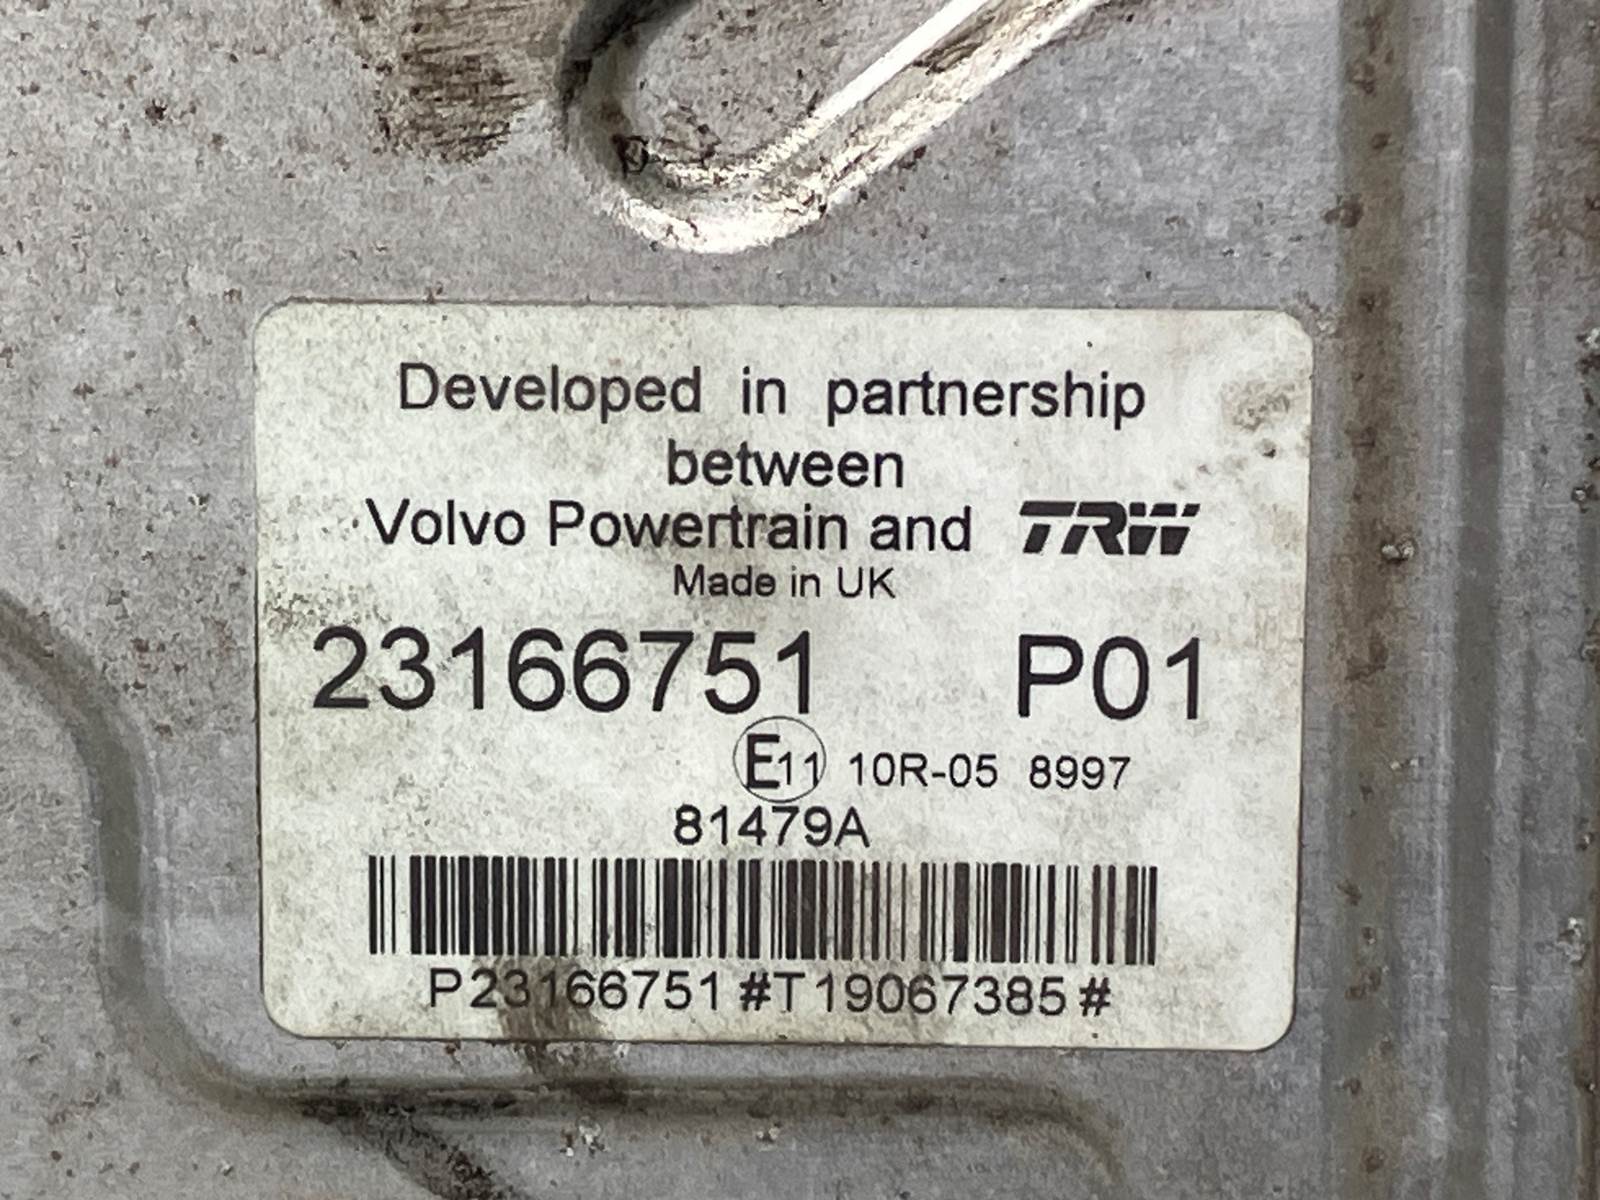 Developed in partnership
between
Volvo Powertrain and TRW
Made in UK
23166751 P01
E11 10R-05 8997
81479A
P23166751#T19067385#